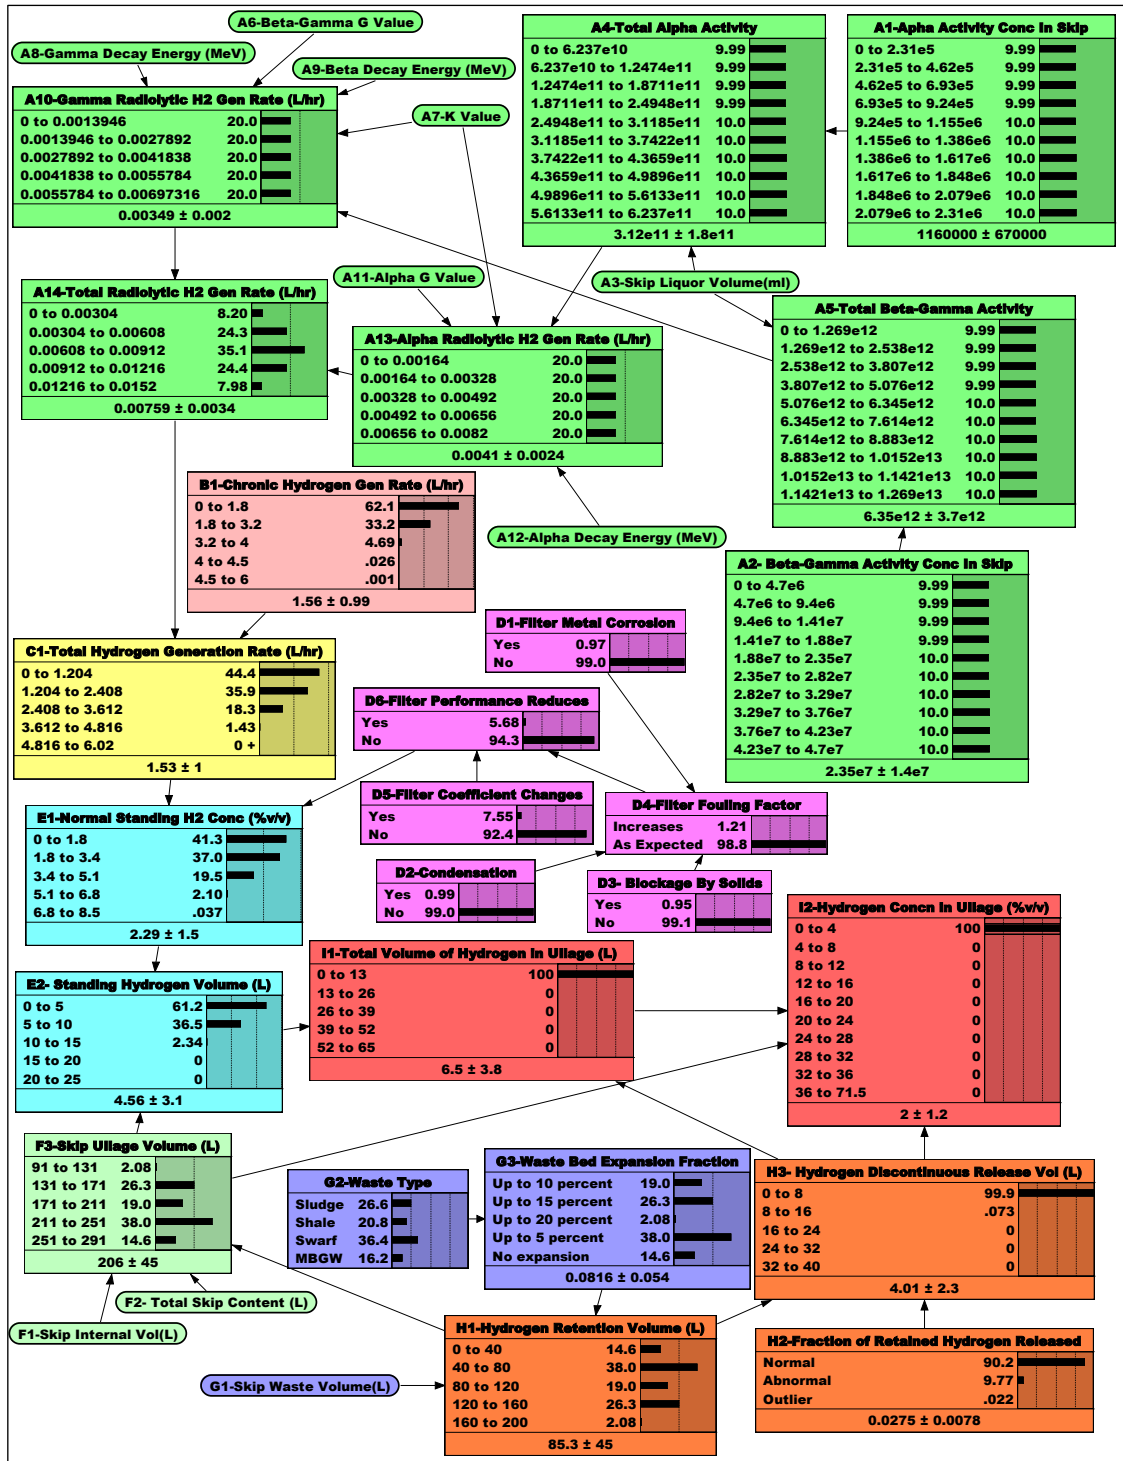 A6-Beta-Gamma G Value
A8-Gamma Decay Energy (MeV)
A9-Beta Decay Energy (MeV)
A7-K Value
A10-Gamma Radiolytic H2 Gen Rate (L/hr)
0 to 0.0013946 20.0
0.0013946 to 0.0027892 20.0
0.0027892 to 0.0041838 20.0
0.0041838 to 0.0055784 20.0
0.0055784 to 0.00697316 20.0
0.00349 ± 0.002
A4-Total Alpha Activity
0 to 6.237e10 9.99
6.237e10 to 1.2474e11 9.99
1.2474e11 to 1.8711e11 9.99
1.8711e11 to 2.4948e11 9.99
2.4948e11 to 3.1185e11 10.0
3.1185e11 to 3.7422e11 10.0
3.7422e11 to 4.3659e11 10.0
4.3659e11 to 4.9896e11 10.0
4.9896e11 to 5.6133e11 10.0
5.6133e11 to 6.237e11 10.0
3.12e11 ± 1.8e11
A1-Apha Activity Conc In Skip
0 to 2.31e5 9.99
2.31e5 to 4.62e5 9.99
4.62e5 to 6.93e5 9.99
6.93e5 to 9.24e5 9.99
9.24e5 to 1.155e6 10.0
1.155e6 to 1.386e6 10.0
1.386e6 to 1.617e6 10.0
1.617e6 to 1.848e6 10.0
1.848e6 to 2.079e6 10.0
2.079e6 to 2.31e6 10.0
1160000 ± 670000
A11-Alpha G Value
A3-Skip Liquor Volume(ml)
A14-Total Radiolytic H2 Gen Rate (L/hr)
0 to 0.00304 8.20
0.00304 to 0.00608 24.3
0.00608 to 0.00912 35.1
0.00912 to 0.01216 24.4
0.01216 to 0.0152 7.98
0.00759 ± 0.0034
A13-Alpha Radiolytic H2 Gen Rate (L/hr)
0 to 0.00164 20.0
0.00164 to 0.00328 20.0
0.00328 to 0.00492 20.0
0.00492 to 0.00656 20.0
0.00656 to 0.0082 20.0
0.0041 ± 0.0024
A5-Total Beta-Gamma Activity
0 to 1.269e12 9.99
1.269e12 to 2.538e12 9.99
2.538e12 to 3.807e12 9.99
3.807e12 to 5.076e12 9.99
5.076e12 to 6.345e12 10.0
6.345e12 to 7.614e12 10.0
7.614e12 to 8.883e12 10.0
8.883e12 to 1.0152e13 10.0
1.0152e13 to 1.1421e13 10.0
1.1421e13 to 1.269e13 10.0
6.35e12 ± 3.7e12
B1-Chronic Hydrogen Gen Rate (L/hr)
0 to 1.8 62.1
1.8 to 3.2 33.2
3.2 to 4 4.69
4 to 4.5 .026
4.5 to 6 .001
1.56 ± 0.99
A12-Alpha Decay Energy (MeV)
A2- Beta-Gamma Activity Conc In Skip
0 to 4.7e6 9.99
4.7e6 to 9.4e6 9.99
9.4e6 to 1.41e7 9.99
1.41e7 to 1.88e7 9.99
1.88e7 to 2.35e7 10.0
2.35e7 to 2.82e7 10.0
2.82e7 to 3.29e7 10.0
3.29e7 to 3.76e7 10.0
3.76e7 to 4.23e7 10.0
4.23e7 to 4.7e7 10.0
2.35e7 ± 1.4e7
D1-Filter Metal Corrosion
Yes 0.97
No 99.0
C1-Total Hydrogen Generation Rate (L/hr)
0 to 1.204 44.4
1.204 to 2.408 35.9
2.408 to 3.612 18.3
3.612 to 4.816 1.43
4.816 to 6.02 0 +
1.53 ± 1
D6-Filter Performance Reduces
Yes 5.68
No 94.3
D5-Filter Coefficient Changes
Yes 7.55
No 92.4
D4-Filter Fouling Factor
Increases 1.21
As Expected 98.8
E1-Normal Standing H2 Conc (%v/v)
0 to 1.8 41.3
1.8 to 3.4 37.0
3.4 to 5.1 19.5
5.1 to 6.8 2.10
6.8 to 8.5 .037
2.29 ± 1.5
D2-Condensation
Yes 0.99
No 99.0
D3- Blockage By Solids
Yes 0.95
No 99.1
I2-Hydrogen Concn In Ullage (%v/v)
0 to 4 100
4 to 8 0
8 to 12 0
12 to 16 0
16 to 20 0
20 to 24 0
24 to 28 0
28 to 32 0
32 to 36 0
36 to 71.5 0
2 ± 1.2
I1-Total Volume of Hydrogen in Ullage (L)
0 to 13 100
13 to 26 0
26 to 39 0
39 to 52 0
52 to 65 0
6.5 ± 3.8
E2- Standing Hydrogen Volume (L)
0 to 5 61.2
5 to 10 36.5
10 to 15 2.34
15 to 20 0
20 to 25 0
4.56 ± 3.1
F3-Skip Ullage Volume (L)
91 to 131 2.08
131 to 171 26.3
171 to 211 19.0
211 to 251 38.0
251 to 291 14.6
206 ± 45
G2-Waste Type
Sludge 26.6
Shale 20.8
Swarf 36.4
MBGW 16.2
G3-Waste Bed Expansion Fraction
Up to 10 percent 19.0
Up to 15 percent 26.3
Up to 20 percent 2.08
Up to 5 percent 38.0
No expansion 14.6
0.0816 ± 0.054
H3- Hydrogen Discontinuous Release Vol (L)
0 to 8 99.9
8 to 16 .073
16 to 24 0
24 to 32 0
32 to 40 0
4.01 ± 2.3
F2- Total Skip Content (L)
F1-Skip Internal Vol(L)
G1-Skip Waste Volume(L)
H1-Hydrogen Retention Volume (L)
0 to 40 14.6
40 to 80 38.0
80 to 120 19.0
120 to 160 26.3
160 to 200 2.08
85.3 ± 45
H2-Fraction of Retained Hydrogen Released
Normal 90.2
Abnormal 9.77
Outlier .022
0.0275 ± 0.0078